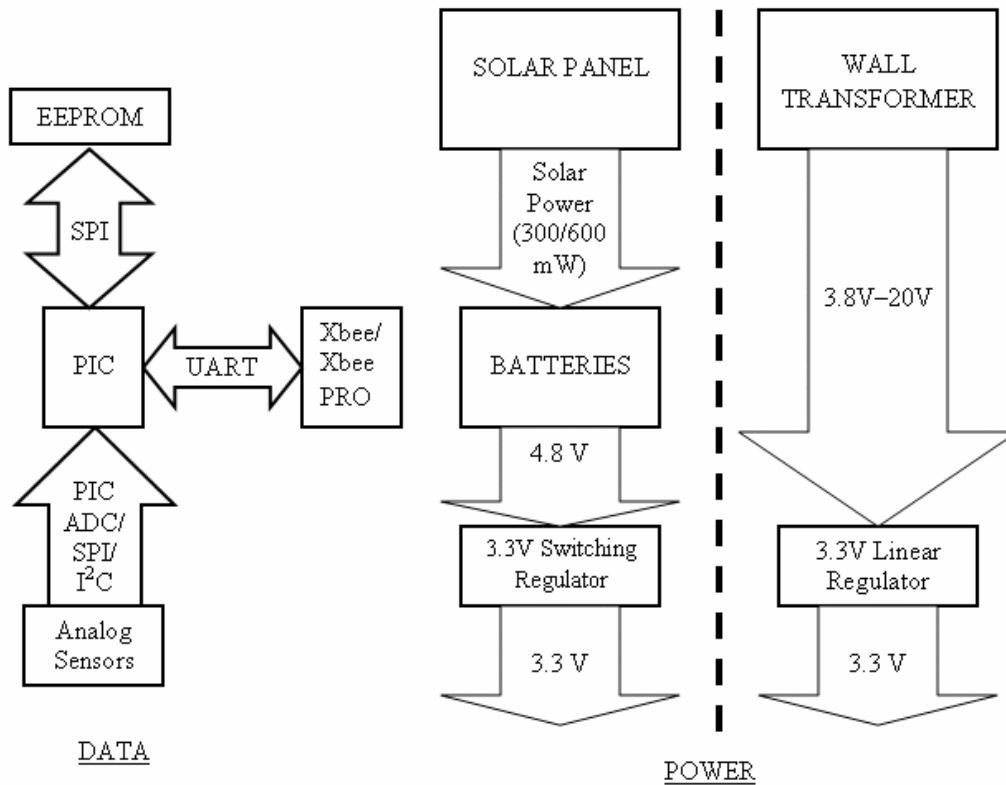 EEPROM
SPI
PIC
UART
Xbee/
Xbee
PRO
PIC
ADC/
SPI/
I²C
Analog
Sensors
DATA
SOLAR PANEL
Solar
Power
(300/600
mW)
BATTERIES
4.8 V
3.3V Switching
Regulator
3.3 V
WALL
TRANSFORMER
3.8V–20V
3.3V Linear
Regulator
3.3 V
POWER